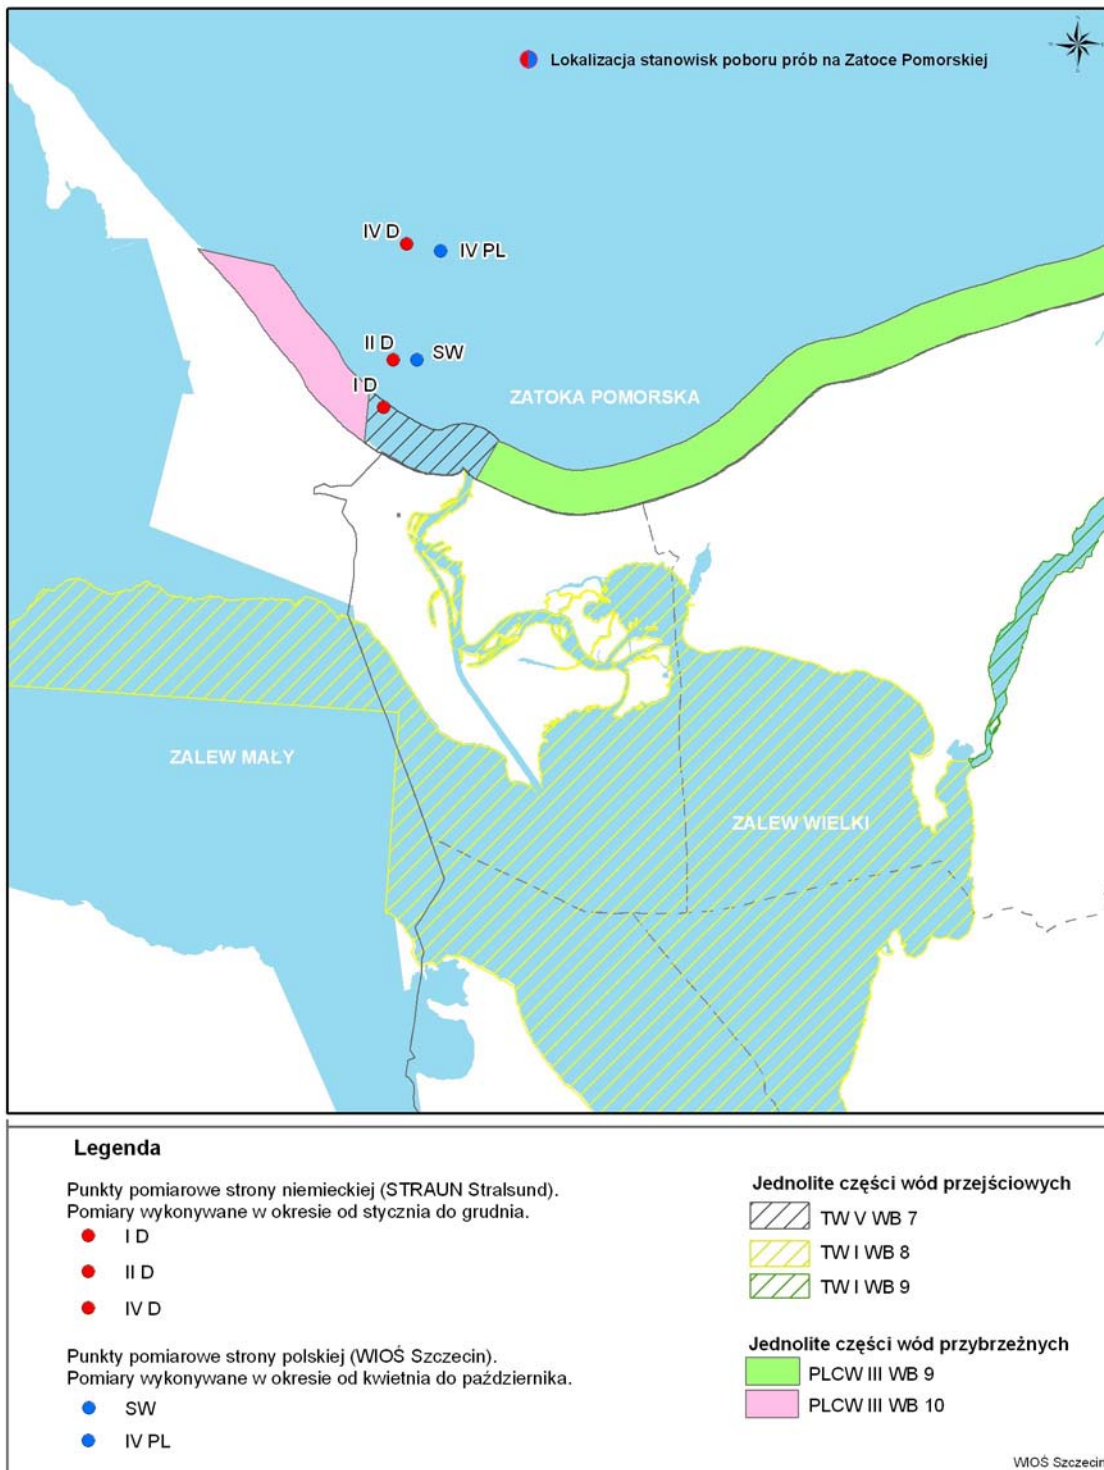 Lokalizacja stanowisk poboru prób na Zatoce Pomorskiej
IV D
IV PL
II D
SW
I D
ZATOKA POMORSKA
ZALEW MAŁY
ZALEW WIELKI
Legenda
Punkty pomiarowe strony niemieckiej (STRAUN Stralsund).
Pomiary wykonywane w okresie od stycznia do grudnia.
I D
II D
IV D
Punkty pomiarowe strony polskiej (WIOŚ Szczecin).
Pomiary wykonywane w okresie od kwietnia do października.
SW
IV PL
Jednolite części wód przejściowych
TW V WB 7
TW I WB 8
TW I WB 9
Jednolite części wód przybrzeżnych
PLCW III WB 9
PLCW III WB 10
WIOŚ Szczecin